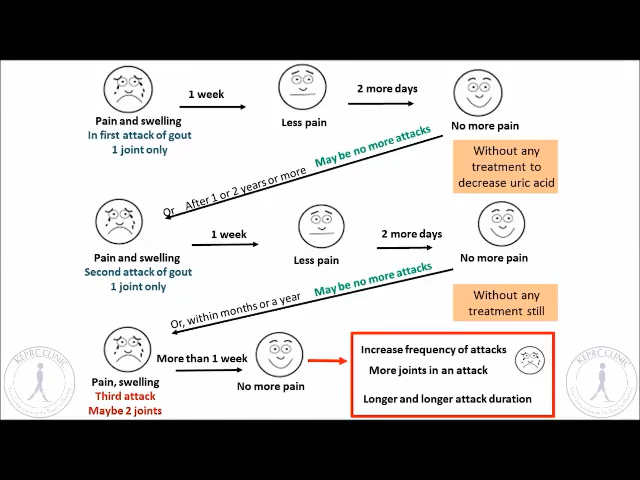 1 week
2 more days
Pain and swelling
In first attack of gout
1 joint only
Less pain
No more pain
May be no more attacks
Or After 1 or 2 years or more
Without any
treatment to
decrease uric acid
1 week
2 more days
Pain and swelling
Second attack of gout
1 joint only
Less pain
No more pain
May be no more attacks
Or, within months or a year
Without any
treatment still
More than 1 week
Pain, swelling
Third attack
Maybe 2 joints
No more pain
Increase frequency of attacks
More joints in an attack
Longer and longer attack duration
KEPRC CLINIC
KEPRC CLINIC